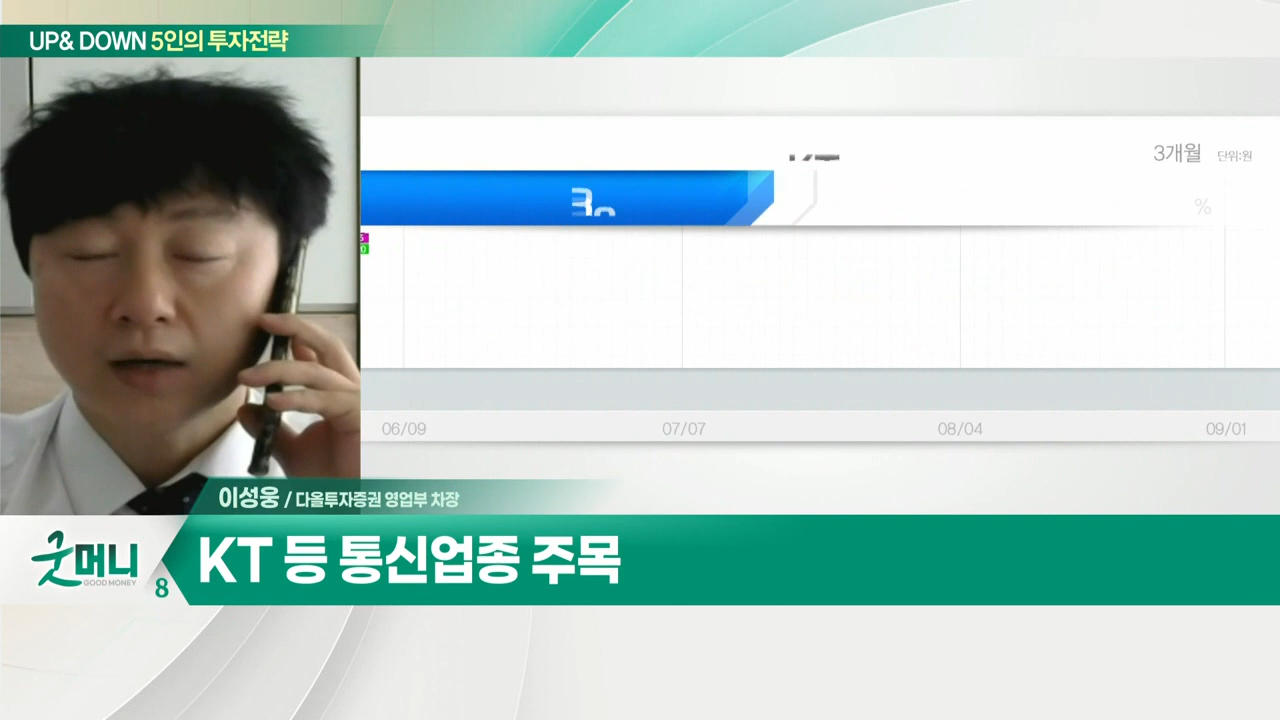 UP& DOWN 5인의 투자전략
3개월 단위:원
%
06/09 07/07 08/04 09/01
이성웅 / 다올투자증권 영업부 차장
굿머니
GOOD MONEY
8
KT 등 통신업종 주목